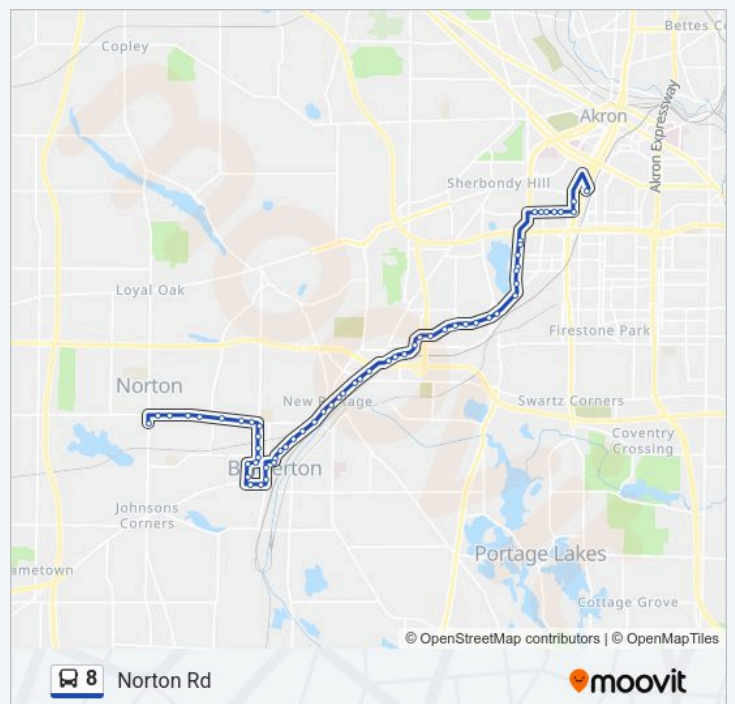 Bettes C
Copley
Akron
Akron Expressway
Sherbondy Hill
Loyal Oak
Firestone Park
Norton
New Portage
Swartz Corners
Coventry
Crossing
Barberton
Johnsons
Corners
Portage Lakes
ametown
Cottage Grove
© OpenStreetMap contributors | © OpenMapTiles
8 Norton Rd
moovit